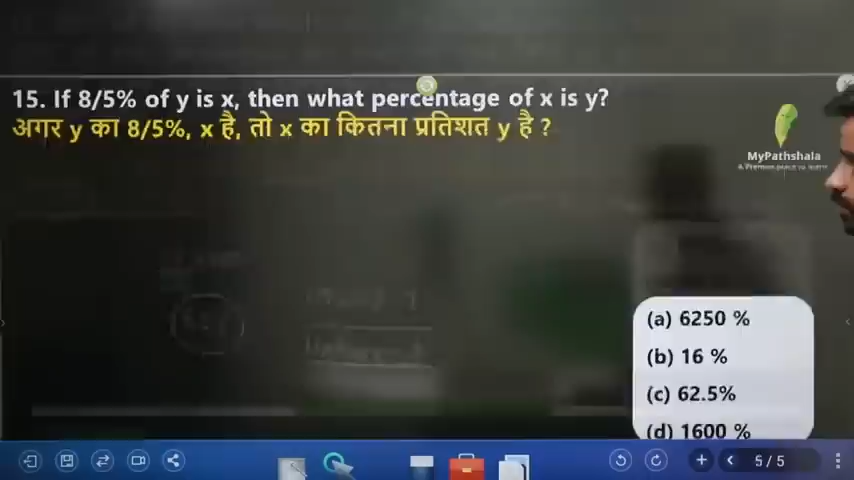 15. If 8/5% of y is x, then what percentage of x is y?
अगर y का 8/5%, x है, तो x का कितना प्रतिशत y है ?
MyPathshala
(a) 6250 %
(b) 16 %
(c) 62.5%
(d) 1600 %
5 / 5